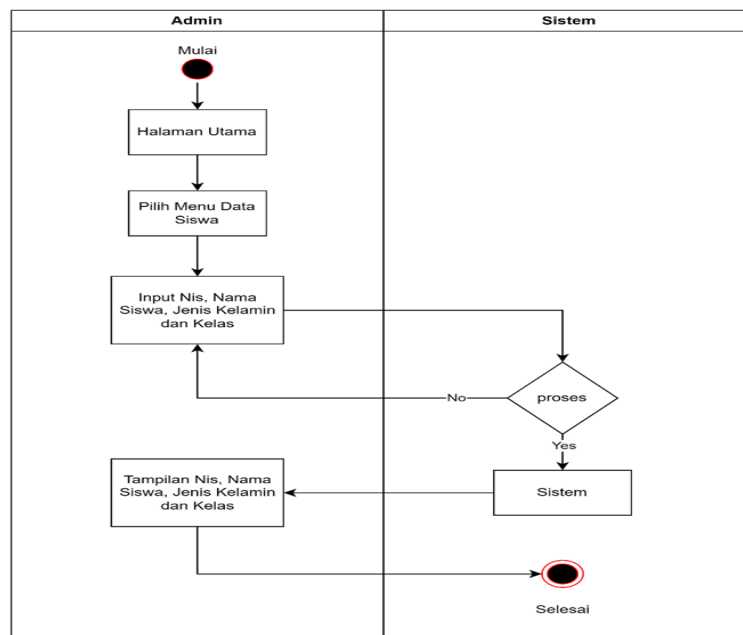 Admin
Sistem
Mulai
Halaman Utama
Pilih Menu Data
Siswa
Input Nis, Nama
Siswa, Jenis Kelamin
dan Kelas
No
proses
Yes
Tampilan Nis, Nama
Siswa, Jenis Kelamin
dan Kelas
Sistem
Selesai